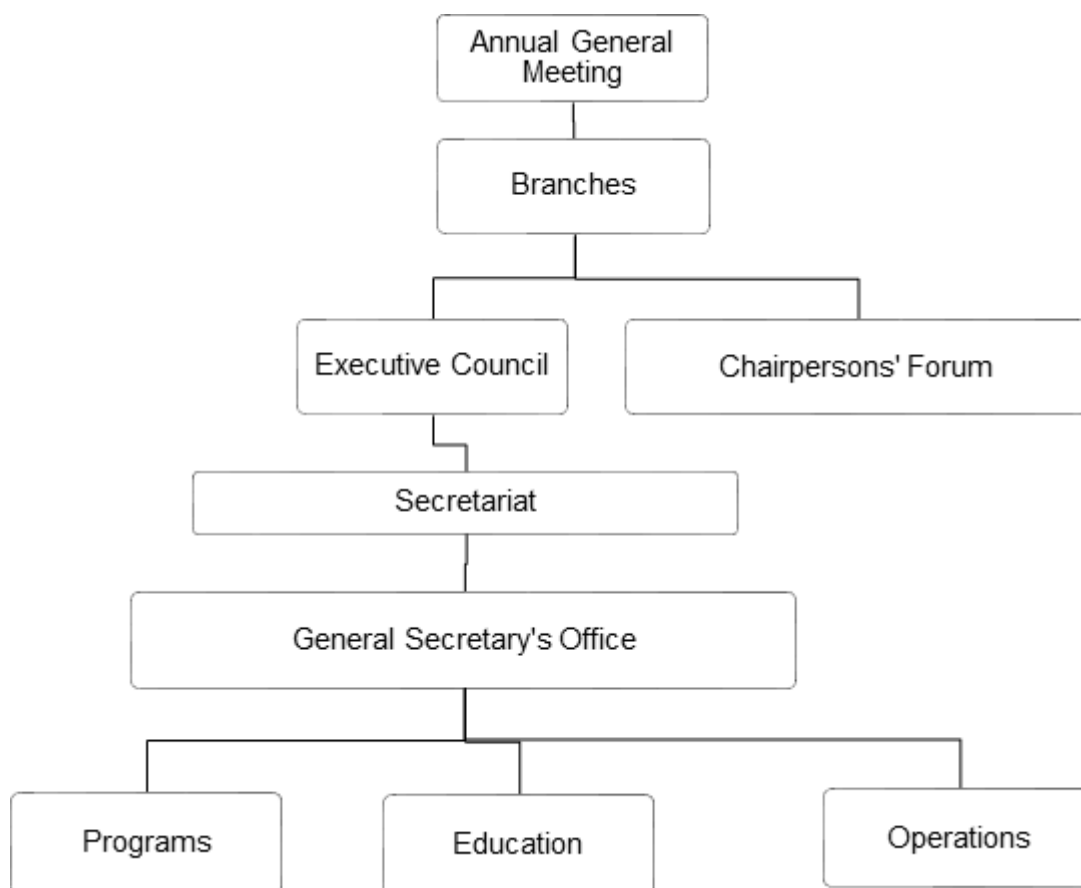 Annual General
Meeting
Branches
Executive Council
Chairpersons' Forum
Secretariat
General Secretary's Office
Programs
Education
Operations